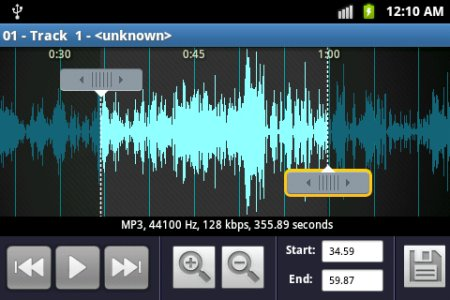 12:10 AM
01 - Track  1 - <unknown>
0:30 0:45 1:00
MP3, 44100 Hz, 128 kbps, 355.89 seconds
Start: 34.59
End: 59.87